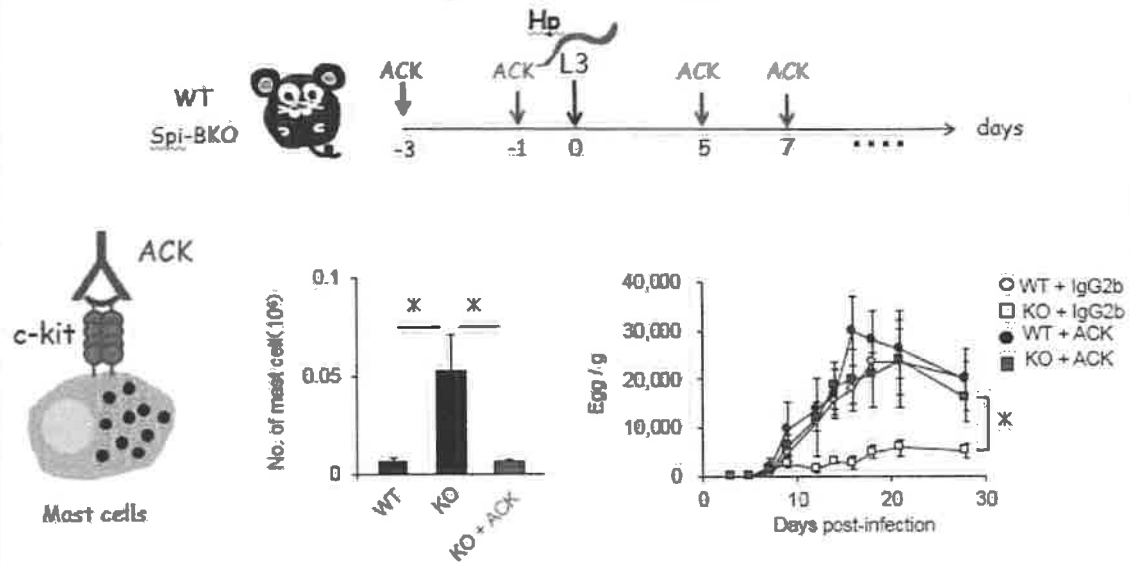 Hp
ACK ACK L3 ACK ACK
WT
Spi-BKO
days
-3 -1 0 5 7 ....
ACK
c-kit
Mast cells
No. of mast cell(10⁶)
0.1
0.05
0
* *
WT KO KO + ACK
Egg / g
40,000
30,000
20,000
10,000
0
0 10 20 30
Days post-infection
WT + IgG2b
KO + IgG2b
WT + ACK
KO + ACK
*